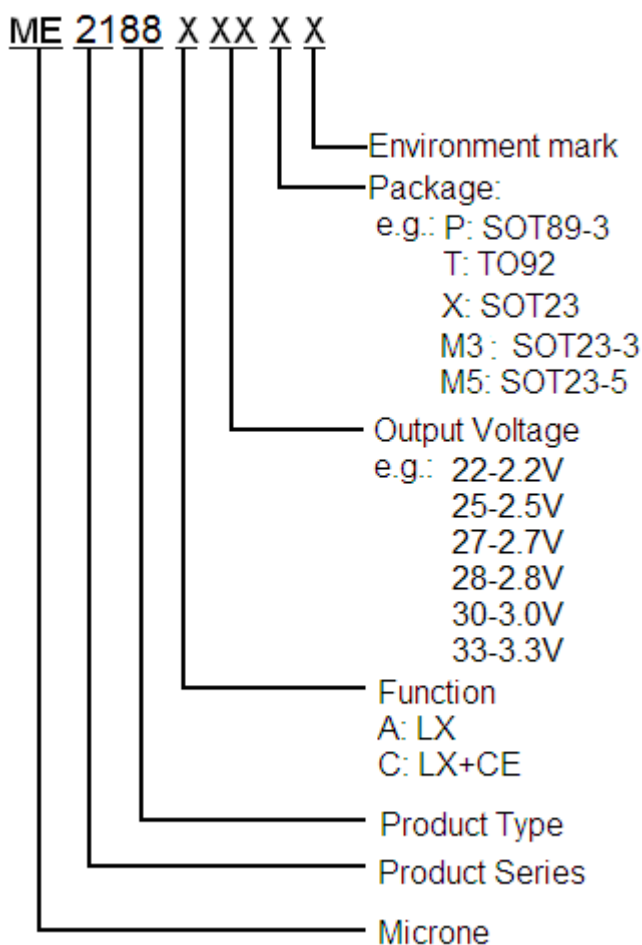 ME 2188 X XX X X
Environment mark
Package:
e.g.: P: SOT89-3
T: TO92
X: SOT23
M3 : SOT23-3
M5: SOT23-5
Output Voltage
e.g.: 22-2.2V
25-2.5V
27-2.7V
28-2.8V
30-3.0V
33-3.3V
Function
A: LX
C: LX+CE
Product Type
Product Series
Microne